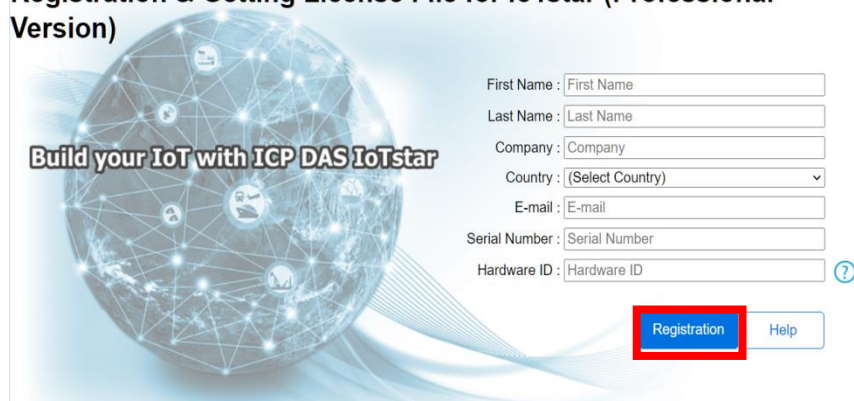 Registration & Getting License File for IoTstar (Professional
Version)
Build your IoT with ICP DAS IoTstar
First Name : First Name
Last Name : Last Name
Company : Company
Country : (Select Country)
E-mail : E-mail
Serial Number : Serial Number
Hardware ID : Hardware ID ?
Registration Help